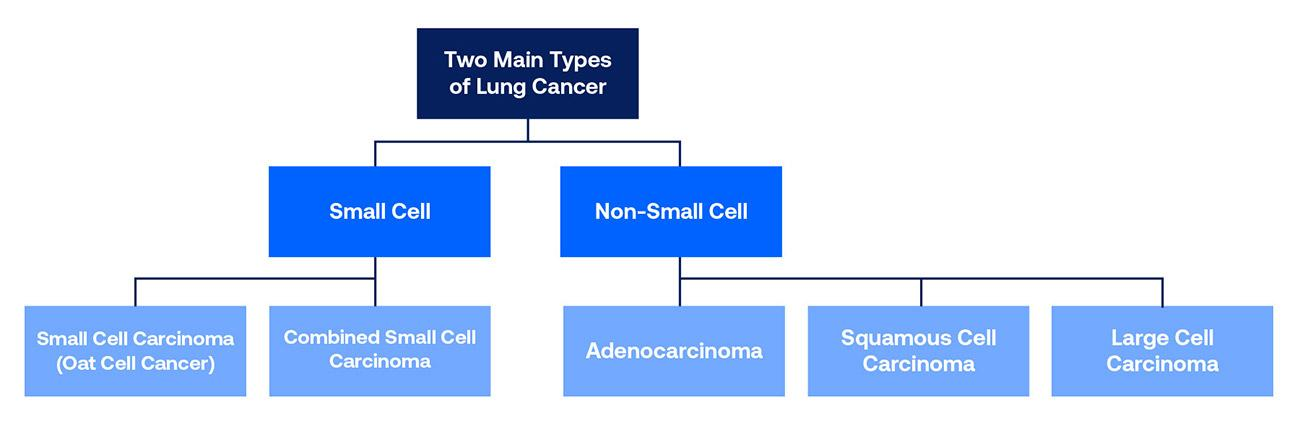 Two Main Types
of Lung Cancer
Small Cell
Non-Small Cell
Small Cell Carcinoma
(Oat Cell Cancer)
Combined Small Cell
Carcinoma
Adenocarcinoma
Squamous Cell
Carcinoma
Large Cell
Carcinoma